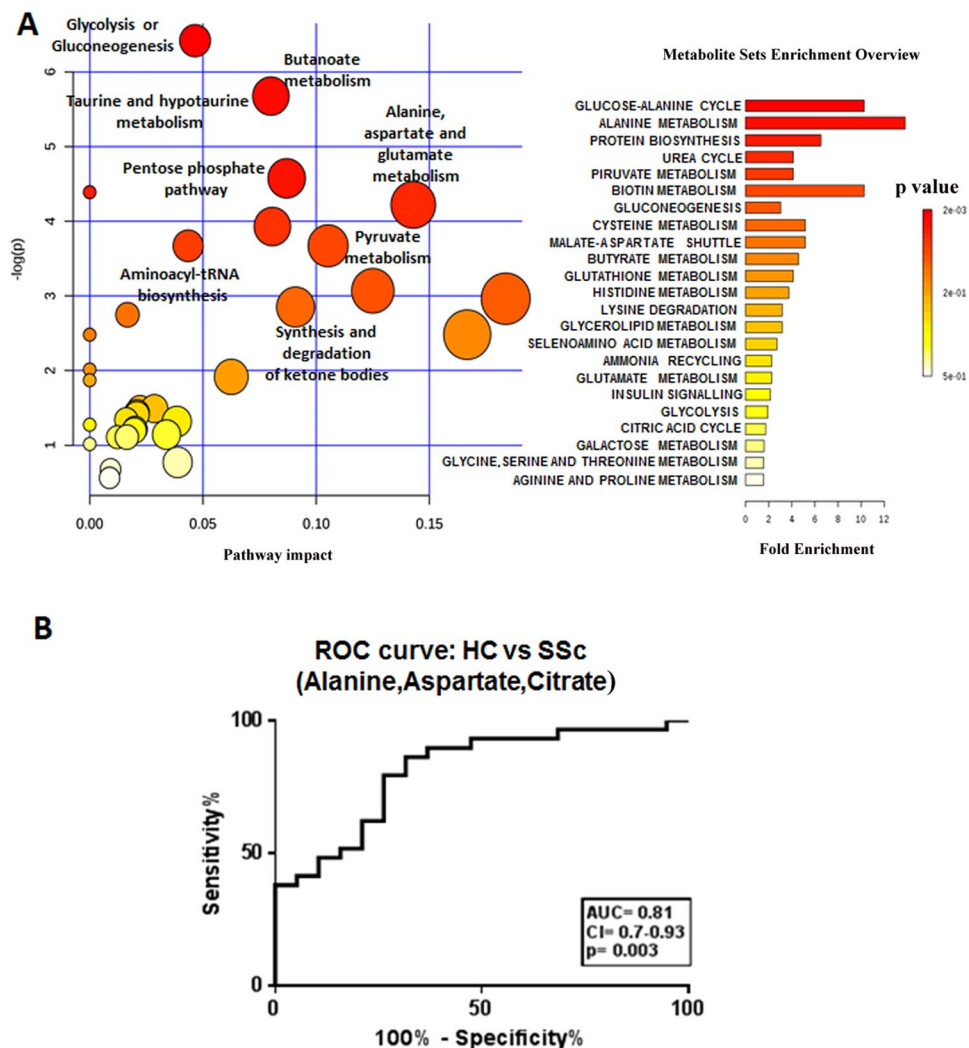 A
Glycolysis or
Gluconeogenesis
Butanoate
metabolism
Taurine and hypotaurine
metabolism
Alanine,
aspartate and
glutamate
metabolism
Pentose phosphate
pathway
Pyruvate
metabolism
Aminoacyl-tRNA
biosynthesis
Synthesis and
degradation
of ketone bodies
-log(p)
6
5
4
3
2
1
0.00 0.05 0.10 0.15
Pathway impact
Metabolite Sets Enrichment Overview
GLUCOSE-ALANINE CYCLE
ALANINE METABOLISM
PROTEIN BIOSYNTHESIS
UREA CYCLE
PIRUVATE METABOLISM
BIOTIN METABOLISM
GLUCONEOGENESIS
CYSTEINE METABOLISM
MALATE-ASPARTATE SHUTTLE
BUTYRATE METABOLISM
GLUTATHIONE METABOLISM
HISTIDINE METABOLISM
LYSINE DEGRADATION
GLYCEROLIPID METABOLISM
SELENOAMINO ACID METABOLISM
AMMONIA RECYCLING
GLUTAMATE METABOLISM
INSULIN SIGNALLING
GLYCOLYSIS
CITRIC ACID CYCLE
GALACTOSE METABOLISM
GLYCINE,SERINE AND THREONINE METABOLISM
AGININE AND PROLINE METABOLISM
0 2 4 6 8 10 12
Fold Enrichment
p value
2e-03
2e-01
5e-01
B
ROC curve: HC vs SSc
(Alanine,Aspartate,Citrate)
Sensitivity%
100
50
0
AUC= 0.81
CI= 0.7-0.93
p= 0.003
0 50 100
100% - Specificity%